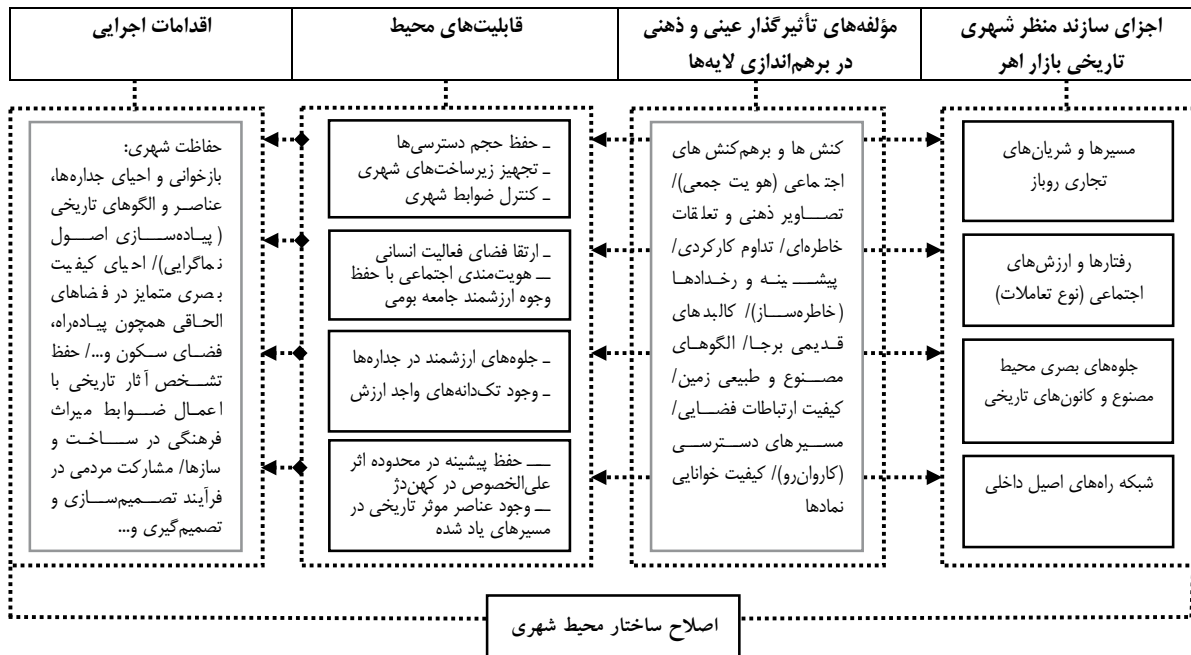 اجزای سازند منظر شهری
تاریخی بازار اهر
مؤلفه‌های تأثیرگذار عینی و ذهنی
در برهم‌اندازی لایه‌ها
قابلیت‌های محیط
اقدامات اجرایی
مسیرها و شریان‌های
تجاری روباز
رفتارها و ارزش‌های
اجتماعی (نوع تعاملات)
جلوه‌های بصری محیط
مصنوع و کانون‌های تاریخی
شبکه راه‌های اصیل داخلی
کنش ها و برهم‌کنش های
اجتماعی (هویت جمعی)/
تصاویر ذهنی و تعلقات
خاطره‌ای/ تداوم کارکردی/
پیشینه و رخدادها
(خاطره‌ساز)/ کالبدهای
قدیمی برجا/ الگوهای
مصنوع و طبیعی زمین/
کیفیت ارتباطات فضایی/
مسیرهای دسترسی
(کاروان‌رو)/ کیفیت خوانایی
نمادها
- حفظ حجم دسترسی‌ها
- تجهیز زیرساخت‌های شهری
- کنترل ضوابط شهری
- ارتقا فضای فعالیت انسانی
- هویت‌مندی اجتماعی با حفظ
وجوه ارزشمند جامعه بومی
- جلوه‌های ارزشمند در جداره‌ها
- وجود تک‌دانه‌های واجد ارزش
- حفظ پیشینه در محدوده اثر
علی‌الخصوص در کهن‌دژ
- وجود عناصر موثر تاریخی در
مسیرهای یاد شده
حفاظت شهری:
بازخوانی و احیای جداره‌ها،
عناصر و الگوهای تاریخی
(پیاده‌سازی اصول
نماگرایی)/ احیای کیفیت
بصری متمایز در فضاهای
الحاقی همچون پیاده‌راه،
فضای سکون و.../ حفظ
تشخص آثار تاریخی با
اعمال ضوابط میراث
فرهنگی در ساخت و
سازها/ مشارکت مردمی در
فرآیند تصمیم‌سازی و
تصمیم‌گیری و...
اصلاح ساختار محیط شهری